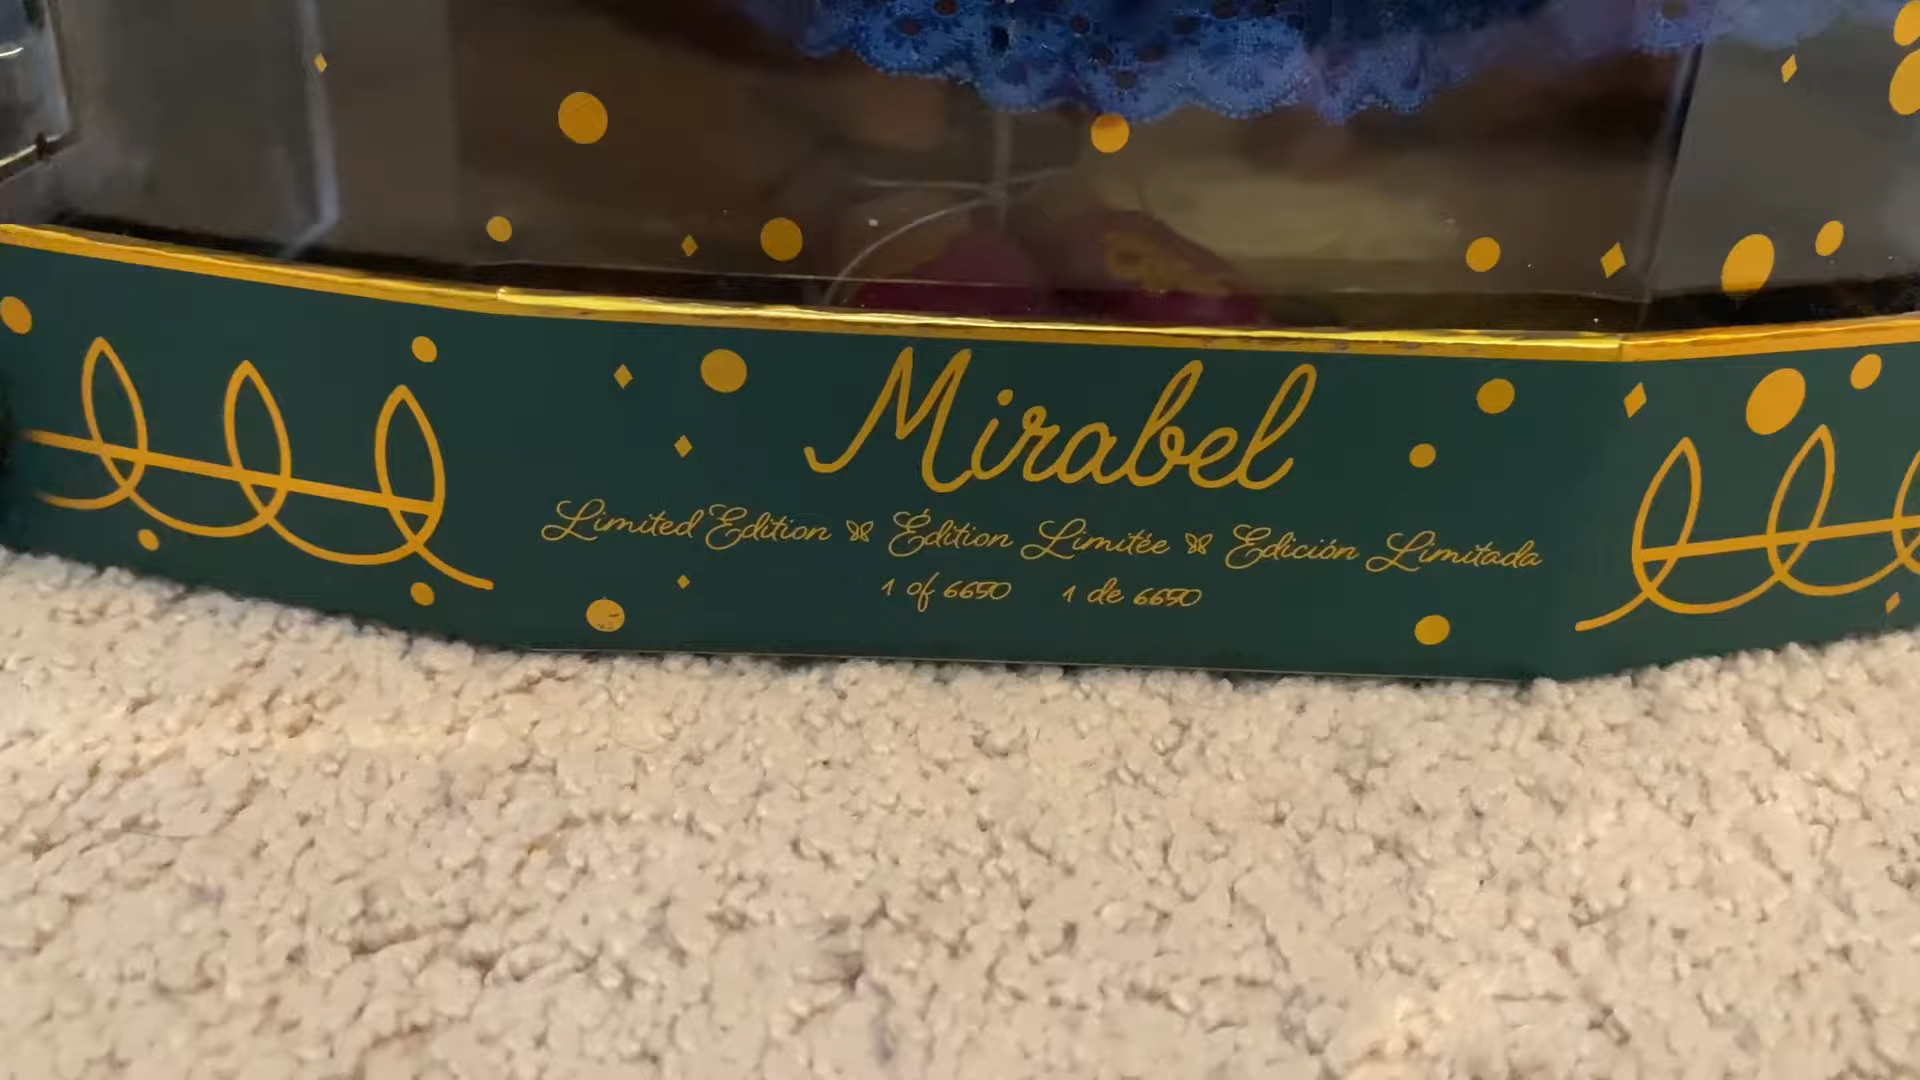 Mirabel
Limited Edition Édition Limitée Edición Limitada
1 of 6650 1 de 6650